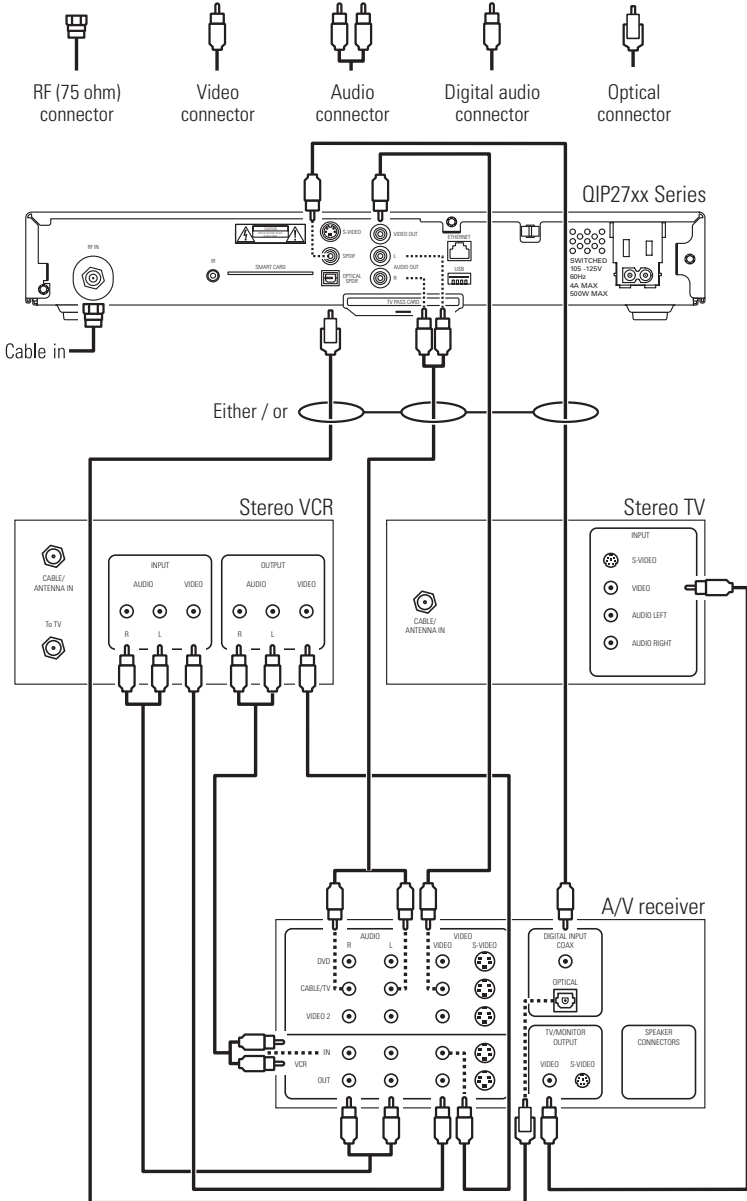 RF (75 ohm)
connector
Video
connector
Audio
connector
Digital audio
connector
Optical
connector
QIP27xx Series
RF IN
IR
SMART CARD
CAUTION
S-VIDEO
SPDIF
OPTICAL
SPDIF
VIDEO OUT
L
AUDIO OUT
R
ETHERNET
USB
TV PASS CARD
SWITCHED
105 -125V
60Hz
4A MAX
500W MAX
Cable in
Either / or
Stereo VCR
CABLE/
ANTENNA IN
To TV
INPUT
AUDIO
VIDEO
R
L
OUTPUT
AUDIO
VIDEO
R
L
Stereo TV
CABLE/
ANTENNA IN
INPUT
S-VIDEO
VIDEO
AUDIO LEFT
AUDIO RIGHT
A/V receiver
AUDIO
R
L
VIDEO
VIDEO
S-VIDEO
DVD
CABLE/TV
VIDEO 2
IN
VCR
OUT
DIGITAL INPUT
COAX
OPTICAL
TV/MONITOR
OUTPUT
VIDEO
S-VIDEO
SPEAKER
CONNECTORS